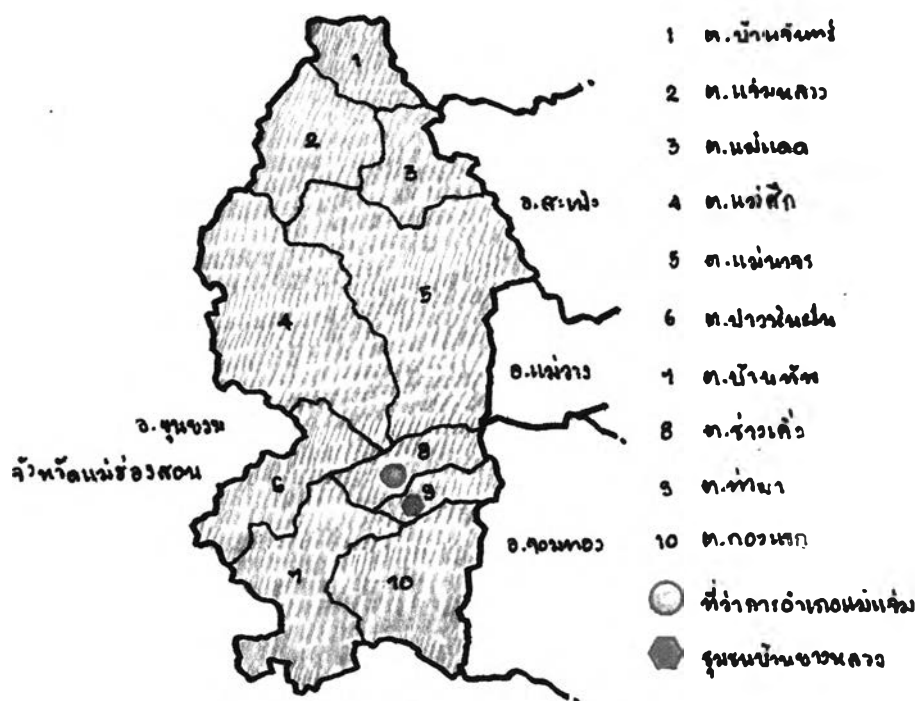 1 ต.บ้านจันทร์
2 ต.แจ่มหลวง
3 ต.แม่แดด
4 ต.แม่ศึก
5 ต.แม่นาจร
6 ต.ปางหินฝน
7 ต.บ้านทับ
8 ต.ช่างเคิ่ง
9 ต.ท่าผา
10 ต.กองแขก
ที่ว่าการอำเภอแม่แจ่ม
ชุมชนบ้านยางหลวง
1
2
3
อ.สะเมิง
4
5
อ.แม่วาง
อ.ขุนยวม
จังหวัดแม่ฮ่องสอน
8
6
9
อ.จอมทอง
7
10